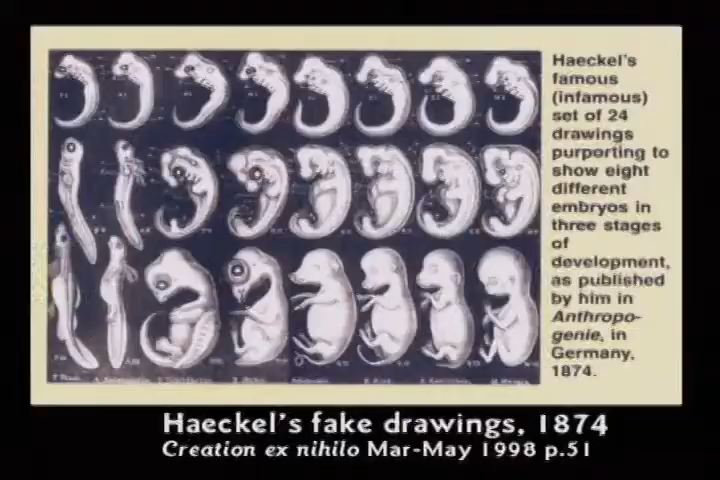 Haeckel's
famous
(infamous)
set of 24
drawings
purporting to
show eight
different
embryos in
three stages
of
development,
as published
by him in
Anthropo-
genie, in
Germany,
1874.
Haeckel's fake drawings, 1874
Creation ex nihilo Mar-May 1998 p.51